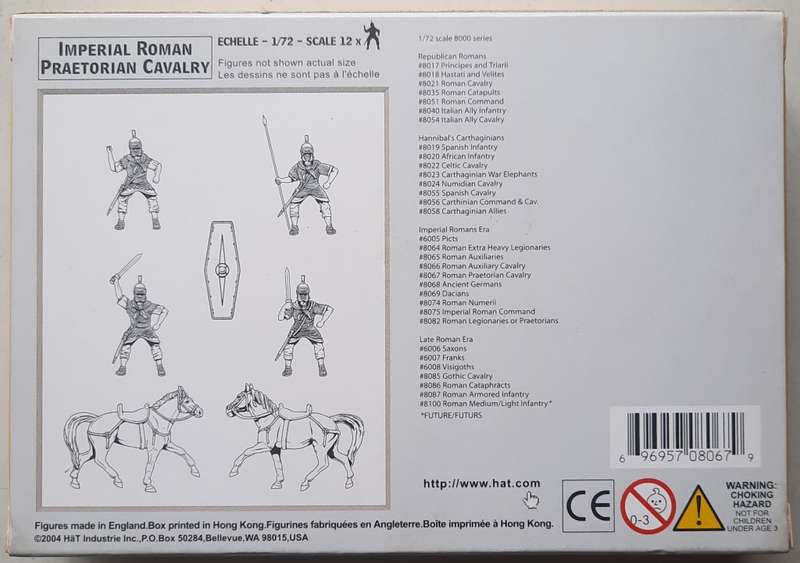 IMPERIAL ROMAN
PRAETORIAN CAVALRY
ECHELLE - 1/72 - SCALE 12 x
Figures not shown actual size
Les dessins ne sont pas à l'échelle
1/72 scale 8000 series
Republican Romans
#8017 Principes and Triarii
#8018 Hastati and Velites
#8021 Roman Cavalry
#8035 Roman Catapults
#8051 Roman Command
#8040 Italian Ally Infantry
#8054 Italian Ally Cavalry
Hannibal's Carthaginians
#8019 Spanish Infantry
#8020 African Infantry
#8022 Celtic Cavalry
#8023 Carthaginian War Elephants
#8024 Numidian Cavalry
#8055 Spanish Cavalry
#8056 Carthinian Command & Cav.
#8058 Carthaginian Allies
Imperial Romans Era
#6005 Picts
#8064 Roman Extra Heavy Legionaries
#8065 Roman Auxiliaries
#8066 Roman Auxiliary Cavalry
#8067 Roman Praetorian Cavalry
#8068 Ancient Germans
#8069 Dacians
#8074 Roman Numerii
#8075 Imperial Roman Command
#8082 Roman Legionaries or Praetorians
Late Roman Era
#6006 Saxons
#6007 Franks
#6008 Visigoths
#8085 Gothic Cavalry
#8086 Roman Cataphracts
#8087 Roman Armored Infantry
#8100 Roman Medium/Light Infantry*
*FUTURE/FUTURS
6 96957 08067 9
http://www.hat.com
CE
0-3
WARNING:
CHOKING
HAZARD
NOT FOR
CHILDREN
UNDER AGE 3
Figures made in England.Box printed in Hong Kong.Figurines fabriquées en Angleterre.Boîte imprimée à Hong Kong.
©2004 HäT Industrie Inc.,P.O. Box 50284,Bellevue,WA 98015,USA